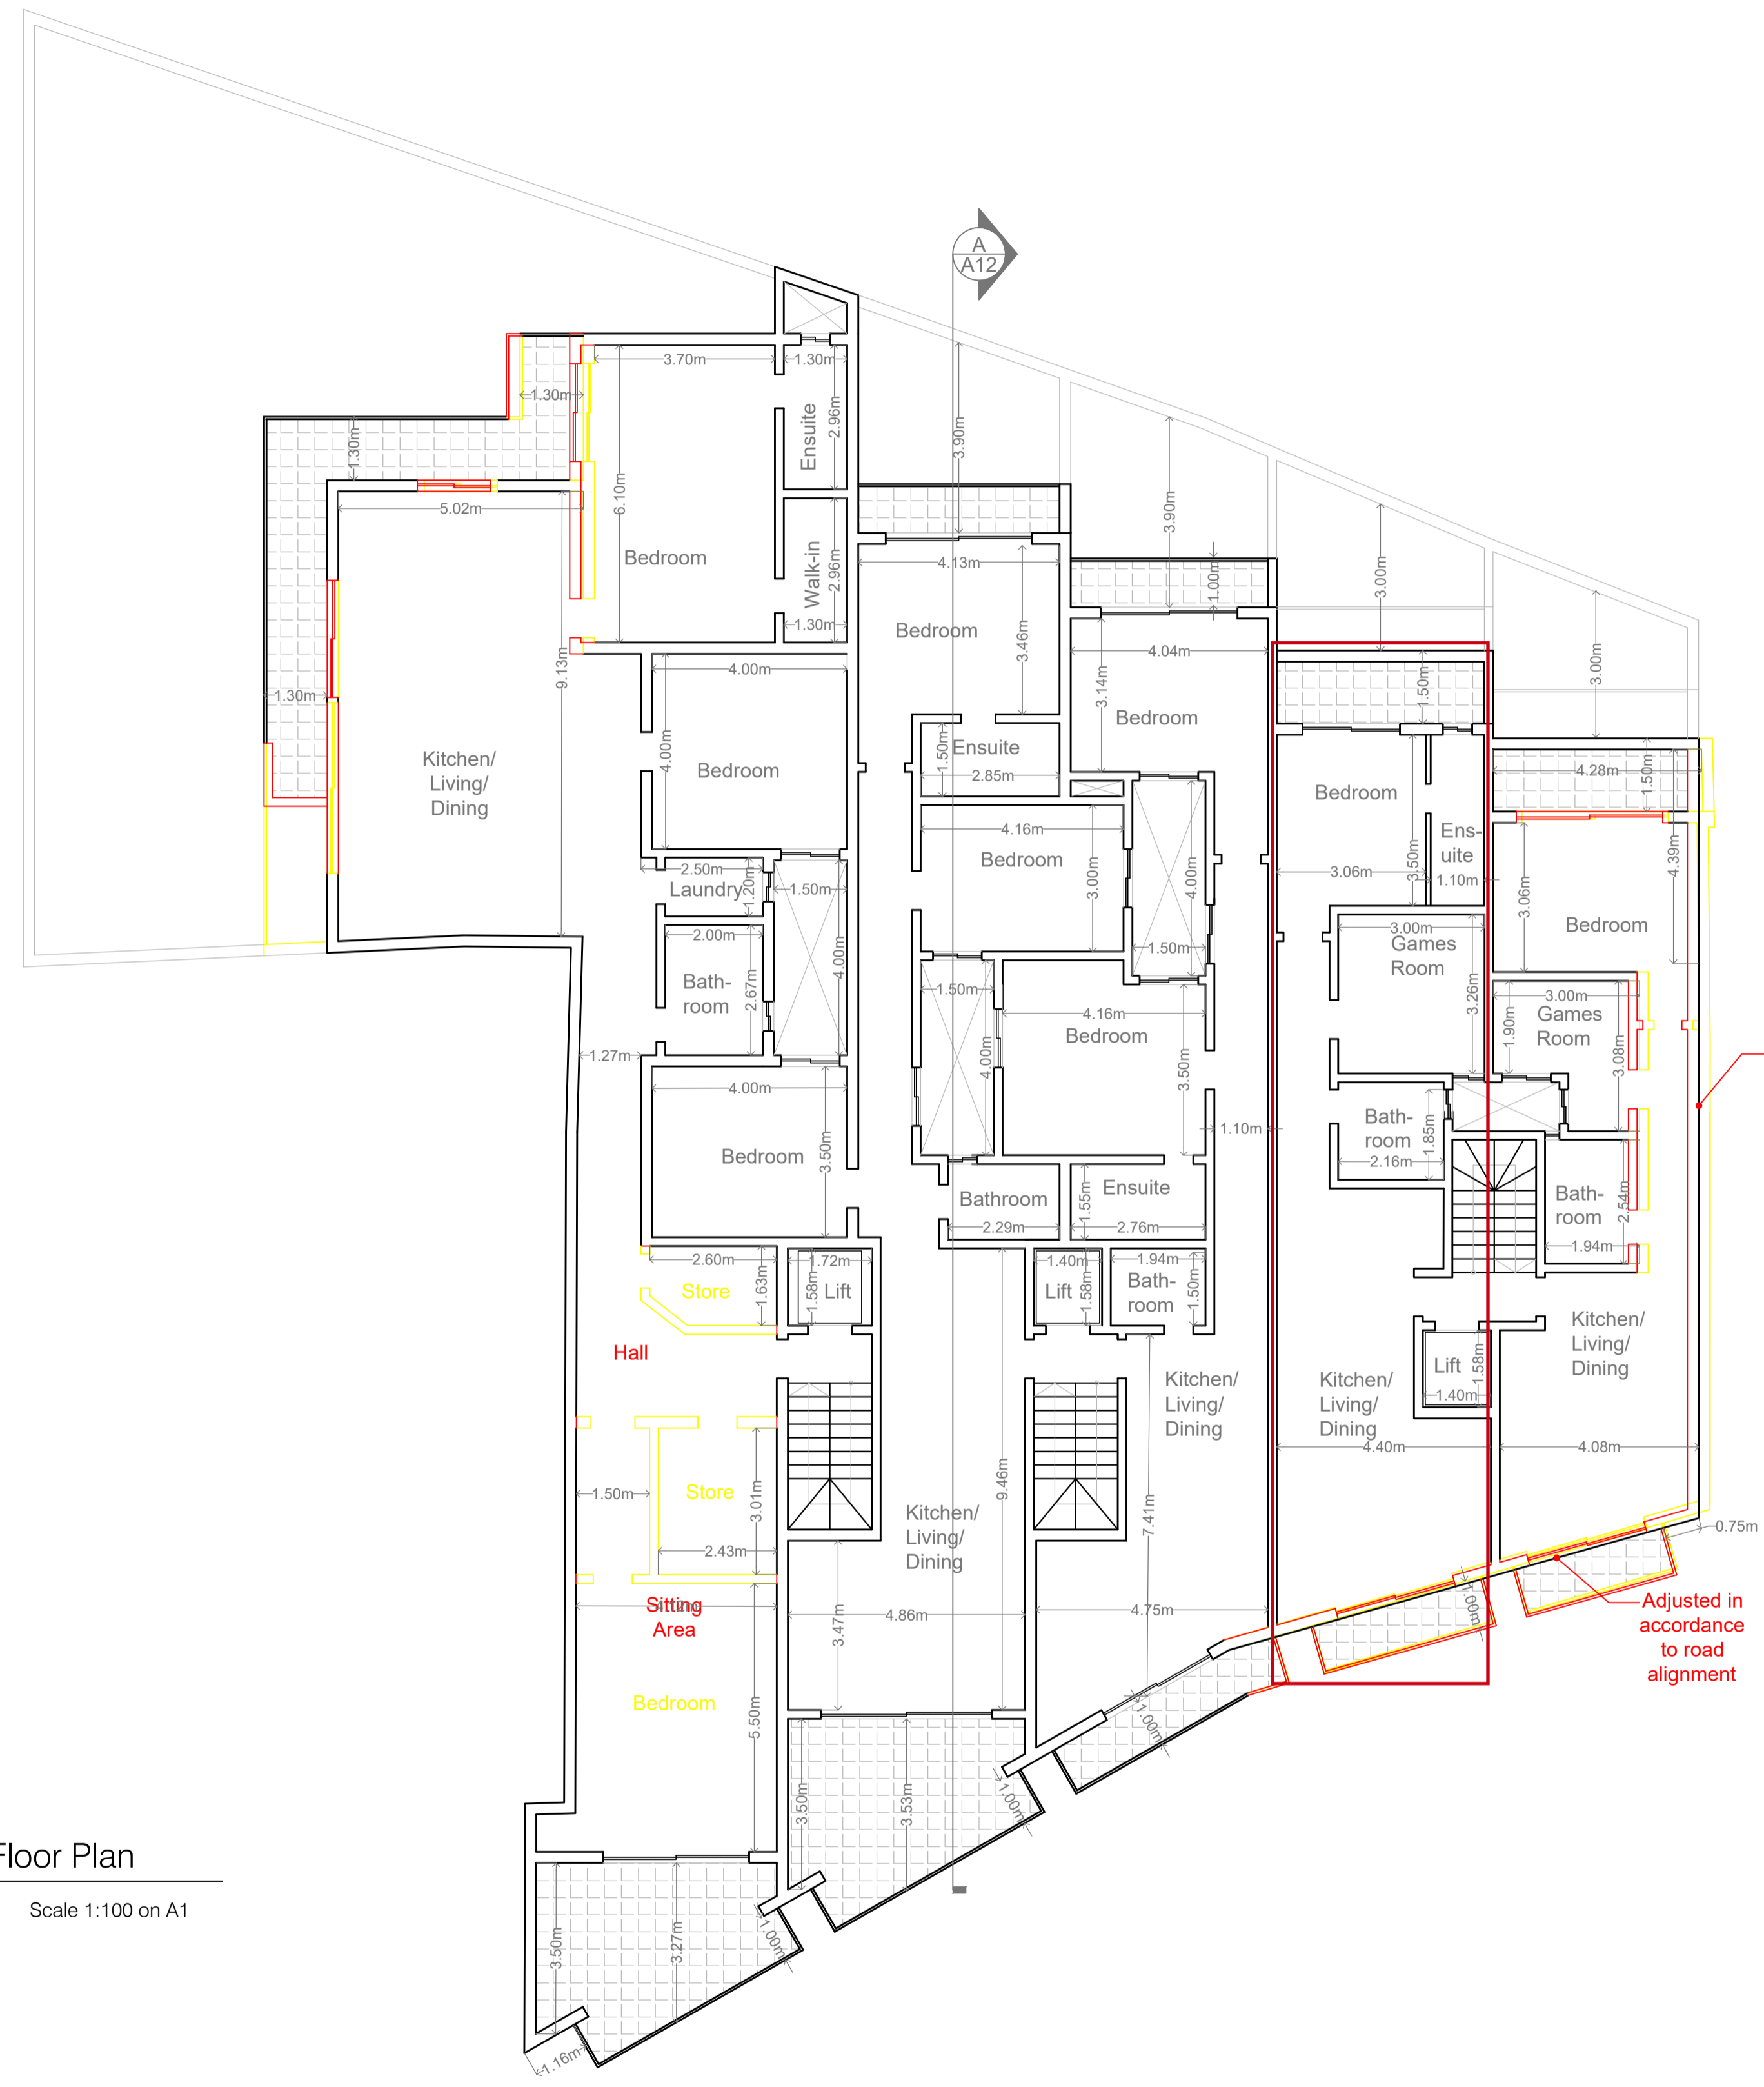 A
A12
3.70m
1.30m
1.30m
2.96m
Ensuite
3.90m
1.30m
6.10m
5.02m
3.90m
Bedroom
Walk-in
2.96m
1.30m
4.13m
1.00m
3.00m
Bedroom
3.46m
4.04m
3.00m
9.13m
4.00m
3.14m
1.30m
1.50m
Bedroom
Kitchen/
Living/
Dining
4.00m
Bedroom
1.50m
Ensuite
2.85m
4.28m
1.50m
Bedroom
4.16m
Bedroom
3.00m
4.00m
Ens-
uite
3.50m
3.06m
1.10m
4.39m
3.06m
2.50m
Laundry
1.20m
1.50m
2.00m
4.00m
Bath-
room
2.67m
1.50m
Bedroom
3.00m
Games
Room
3.26m
1.50m
4.16m
Bedroom
4.00m
3.50m
3.00m
1.90m
Games
Room
3.08m
1.27m
4.00m
Bedroom
3.50m
1.10m
Bath-
room
1.85m
2.16m
Bathroom
2.29m
1.55m
Ensuite
2.76m
Bath-
room
2.54m
1.94m
2.60m
Store
1.63m
1.72m
1.58m
Lift
1.40m
Lift
1.58m
1.94m
Bath-
room
1.50m
Hall
Kitchen/
Living/
Dining
Kitchen/
Living/
Dining
Lift
1.58m
1.40m
Kitchen/
Living/
Dining
4.40m
4.08m
1.50m
Store
3.01m
2.43m
9.46m
Kitchen/
Living/
Dining
7.41m
0.75m
Sitting
Area
4.72m
3.47m
4.86m
4.75m
1.00m
Adjusted in
accordance
to road
alignment
Bedroom
5.50m
1.00m
3.50m
3.53m
1.00m
Floor Plan
Scale 1:100 on A1
3.50m
3.27m
1.00m
1.16m